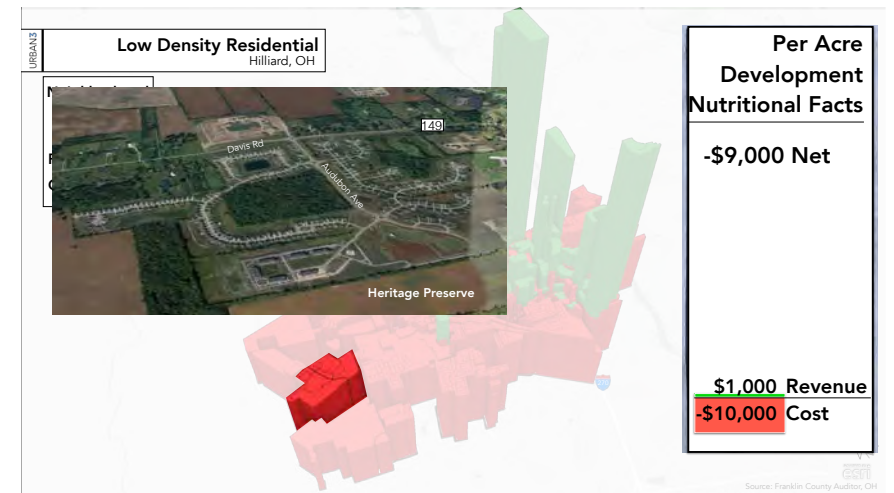 URBAN3
Low Density Residential
Hilliard, OH
149
Davis Rd
Audubon Ave
Heritage Preserve
Per Acre
Development
Nutritional Facts
-$9,000 Net
$1,000 Revenue
-$10,000 Cost
esri
Source: Franklin County Auditor, OH